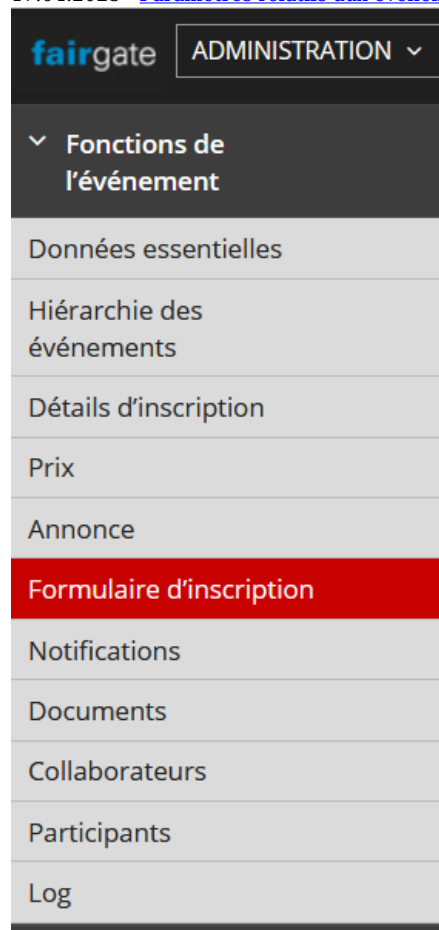 fairgate ADMINISTRATION
Fonctions de
l’événement
Données essentielles
Hiérarchie des
événements
Détails d’inscription
Prix
Annonce
Formulaire d’inscription
Notifications
Documents
Collaborateurs
Participants
Log